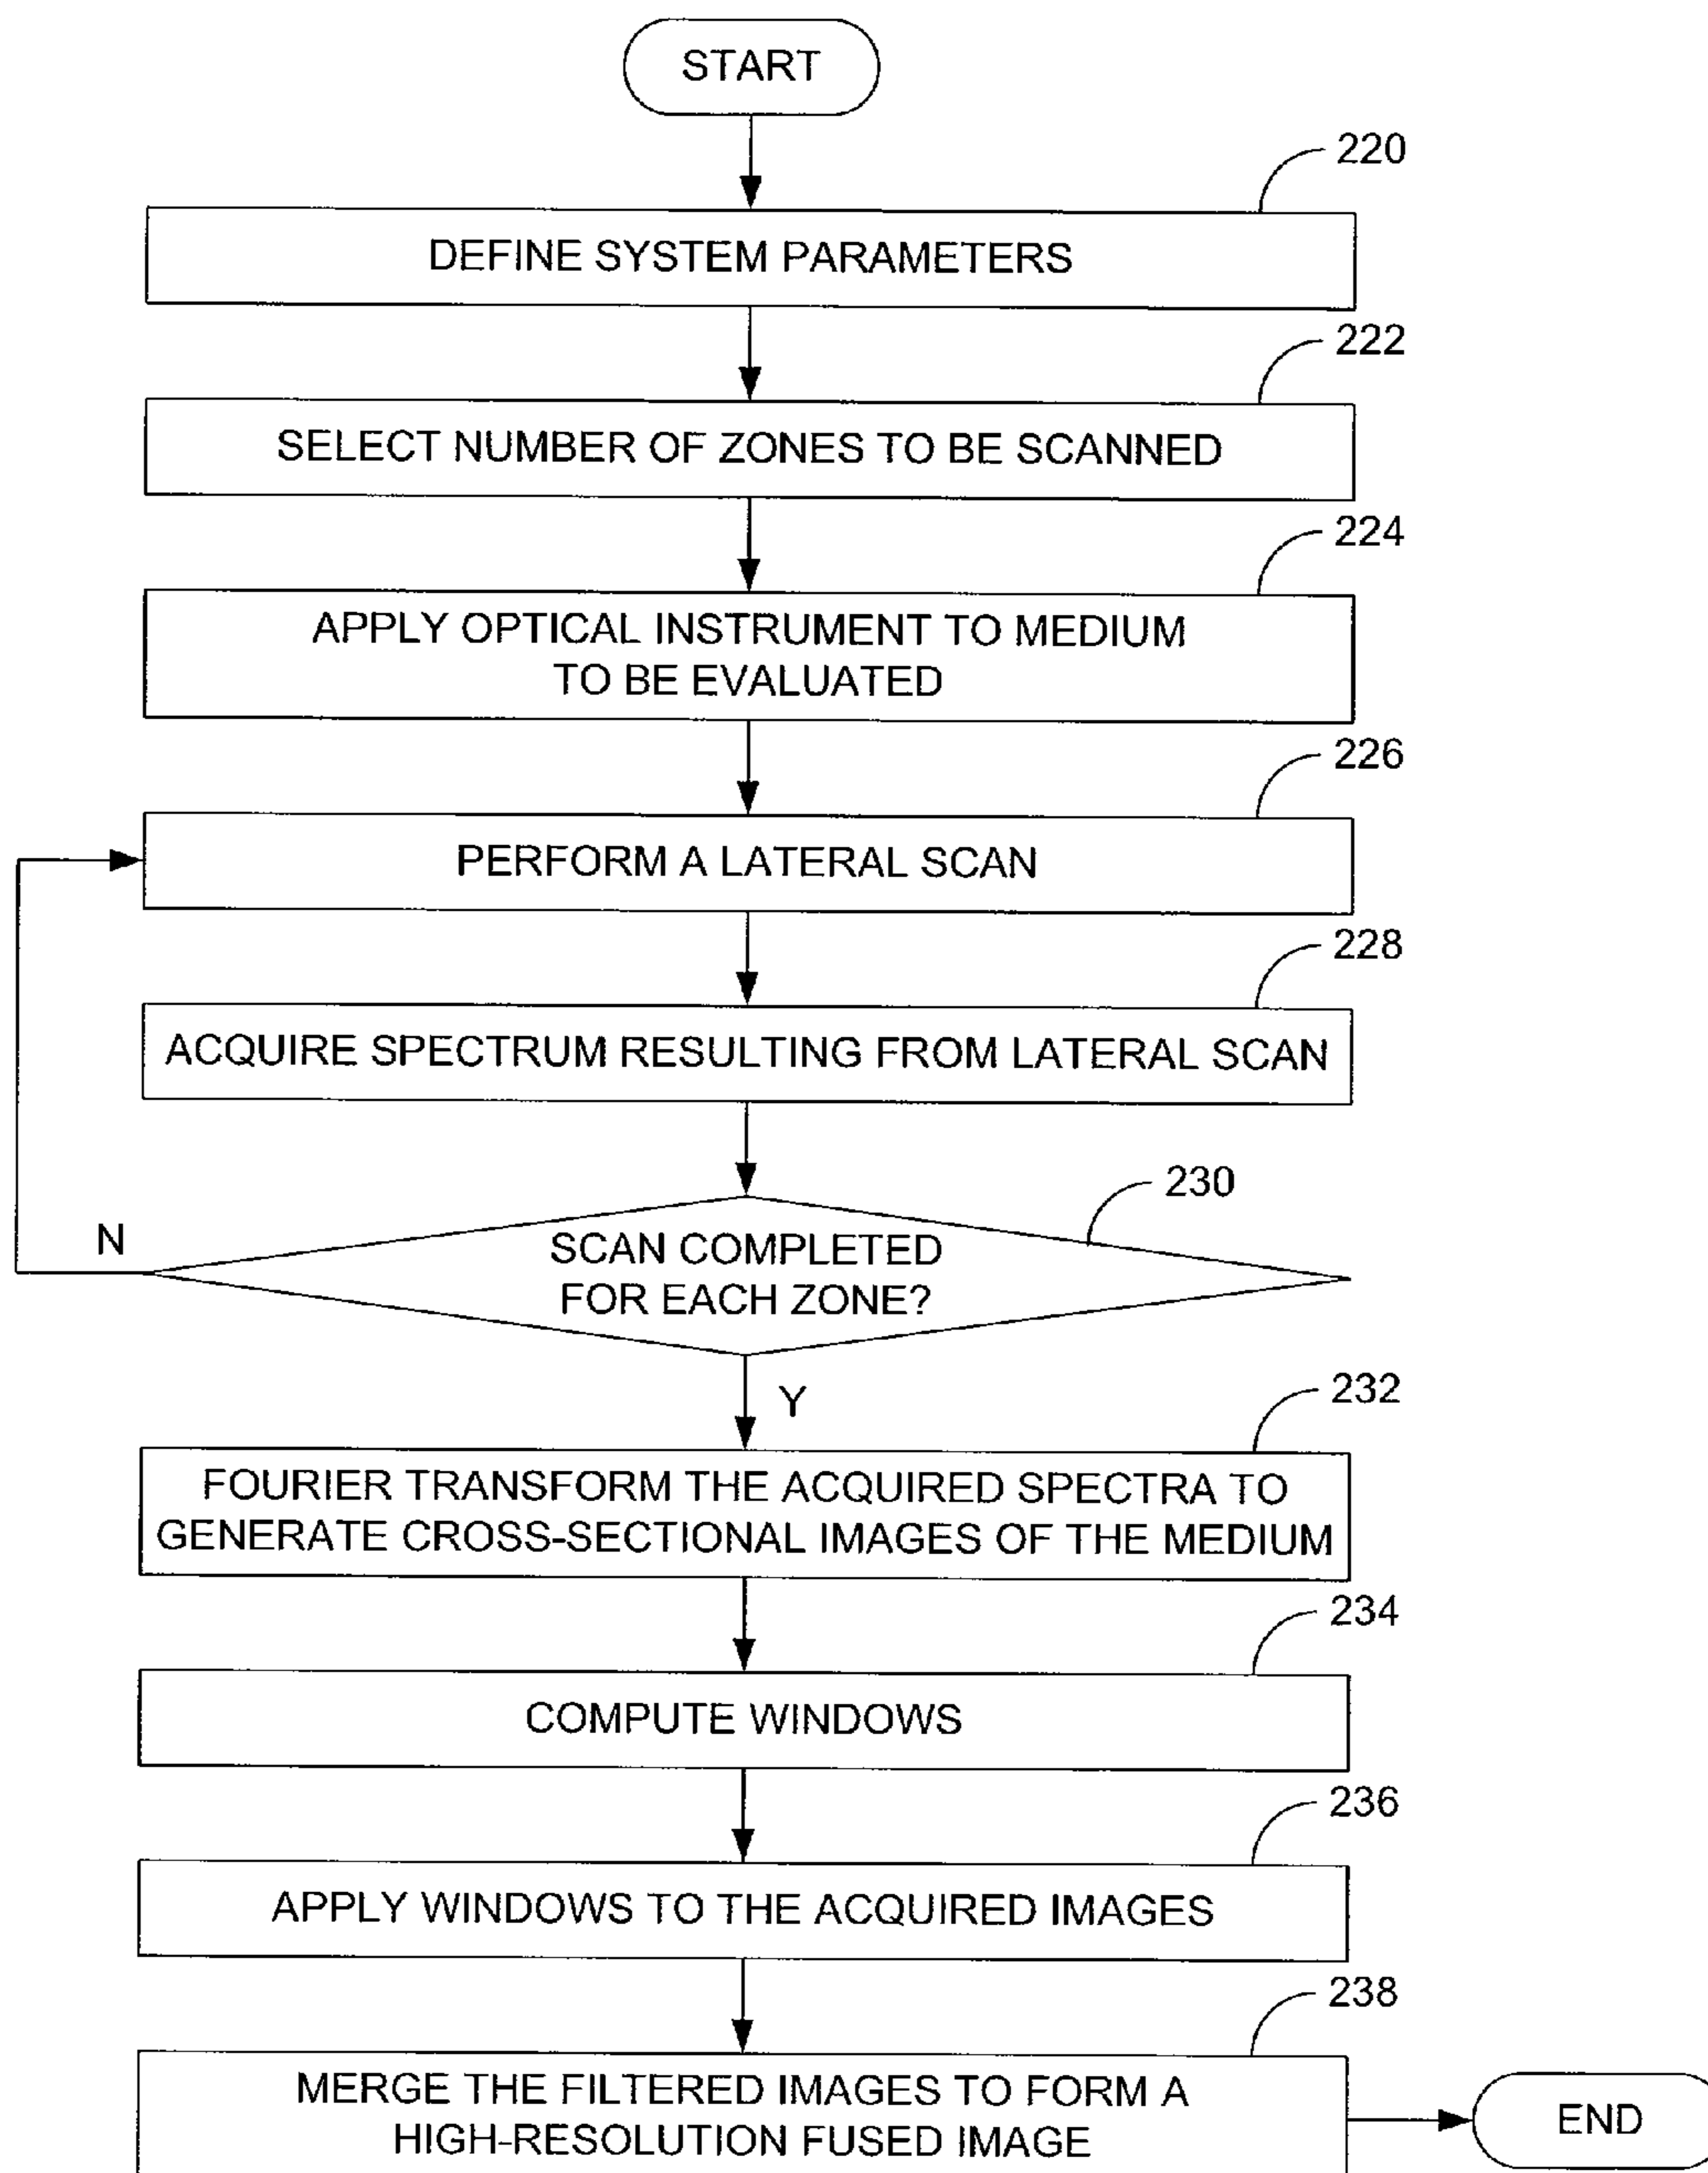 START
220
DEFINE SYSTEM PARAMETERS
222
SELECT NUMBER OF ZONES TO BE SCANNED
224
APPLY OPTICAL INSTRUMENT TO MEDIUM
TO BE EVALUATED
226
PERFORM A LATERAL SCAN
228
ACQUIRE SPECTRUM RESULTING FROM LATERAL SCAN
230
N
SCAN COMPLETED
FOR EACH ZONE?
Y
232
FOURIER TRANSFORM THE ACQUIRED SPECTRA TO
GENERATE CROSS-SECTIONAL IMAGES OF THE MEDIUM
234
COMPUTE WINDOWS
236
APPLY WINDOWS TO THE ACQUIRED IMAGES
238
MERGE THE FILTERED IMAGES TO FORM A
HIGH-RESOLUTION FUSED IMAGE
END